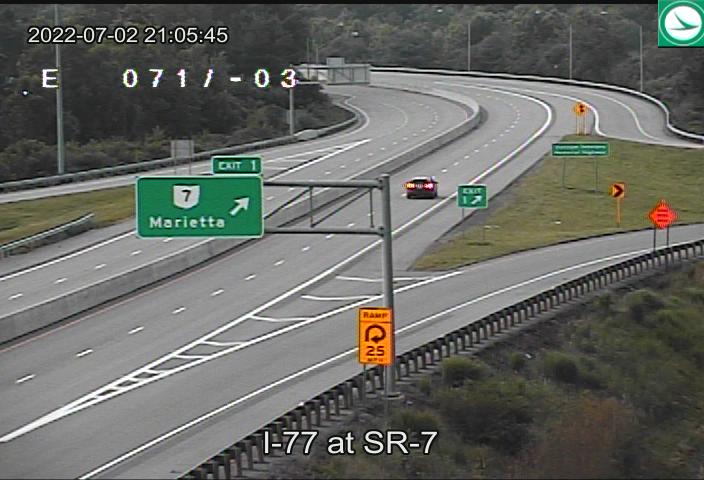 2022-07-02 21:05:45
E 071/-03
EXIT 1
7
Marietta
EXIT
1
RAMP
25
MPH
I-77 at SR-7